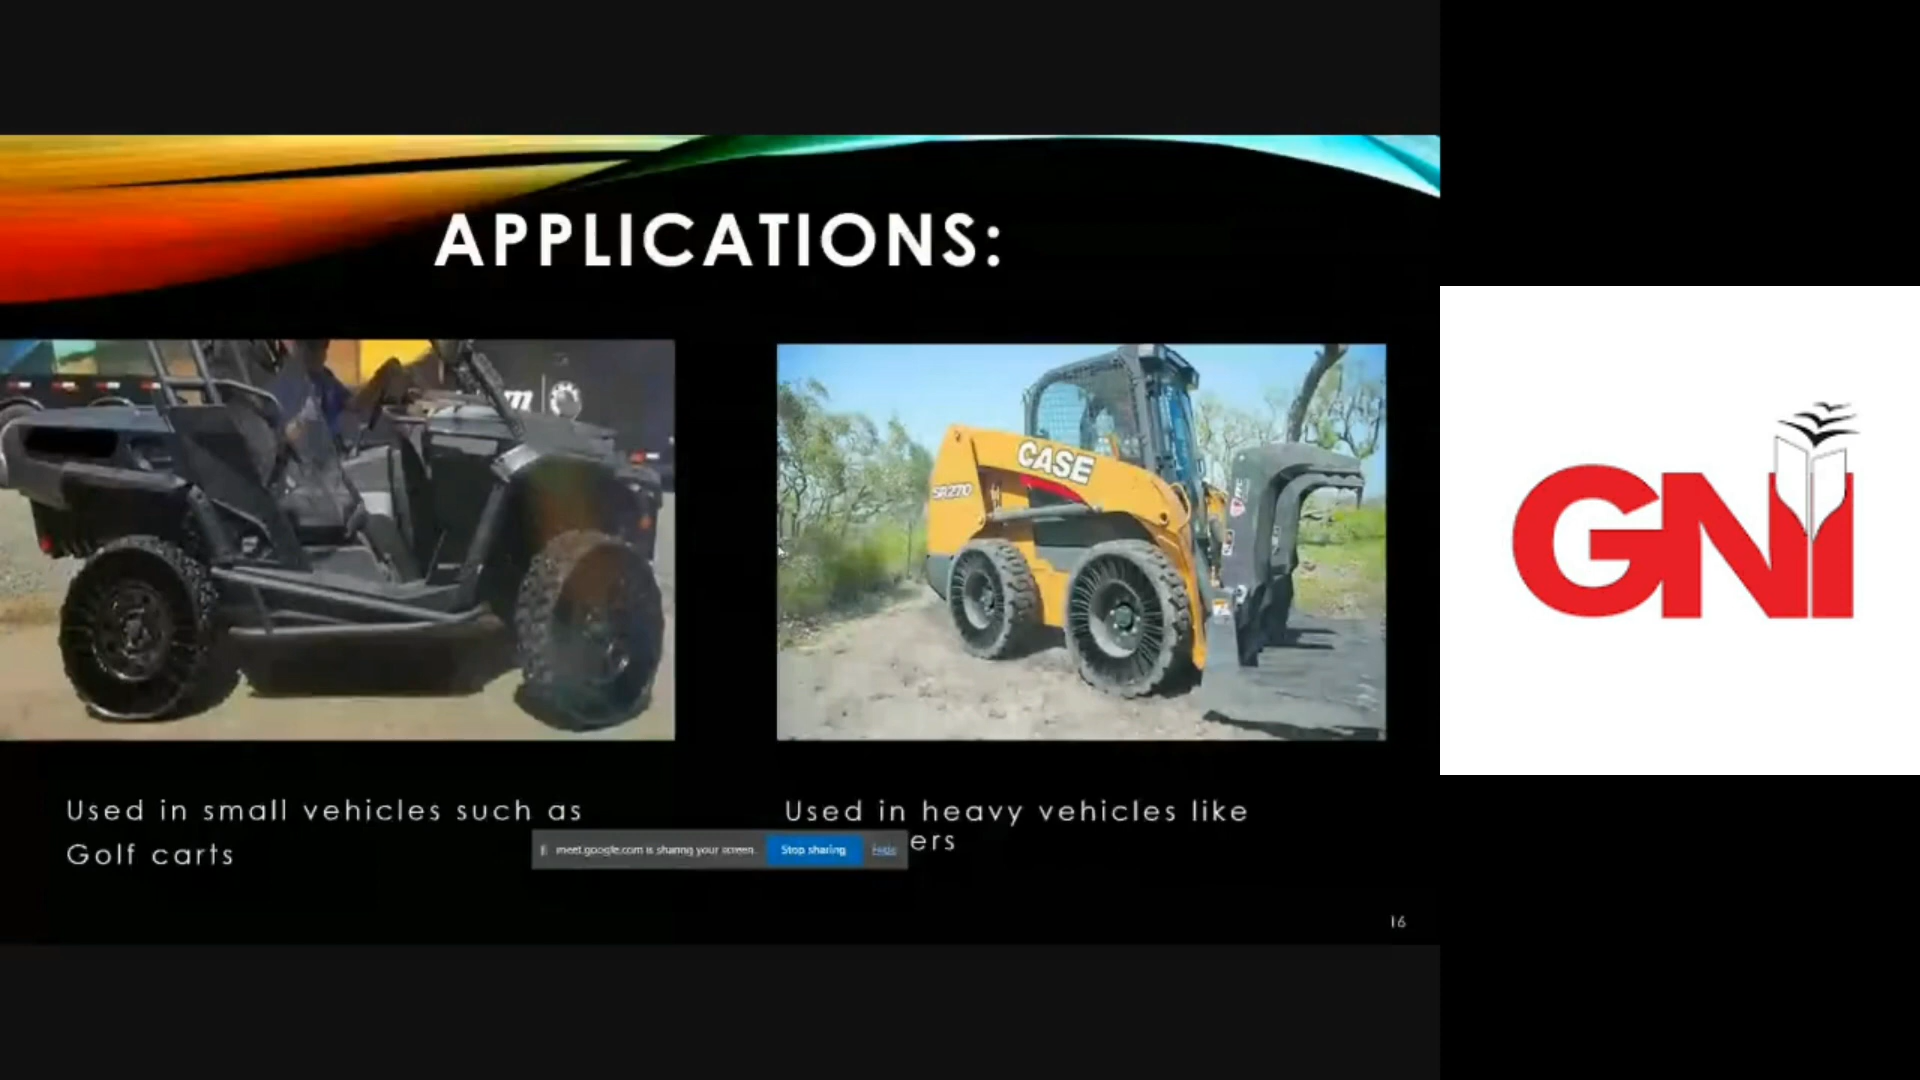 APPLICATIONS:
m
CASE
SR270
GNI
Used in small vehicles such as
Golf carts
Used in heavy vehicles like
ers
meet.google.com is sharing your screen.
Stop sharing
Hide
16